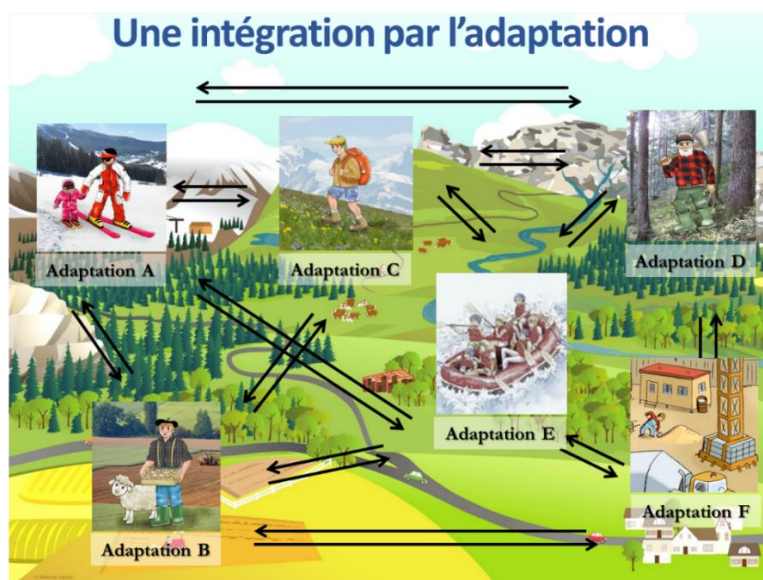 Une intégration par l'adaptation
Adaptation A
Adaptation C
Adaptation D
Adaptation E
Adaptation B
Adaptation F